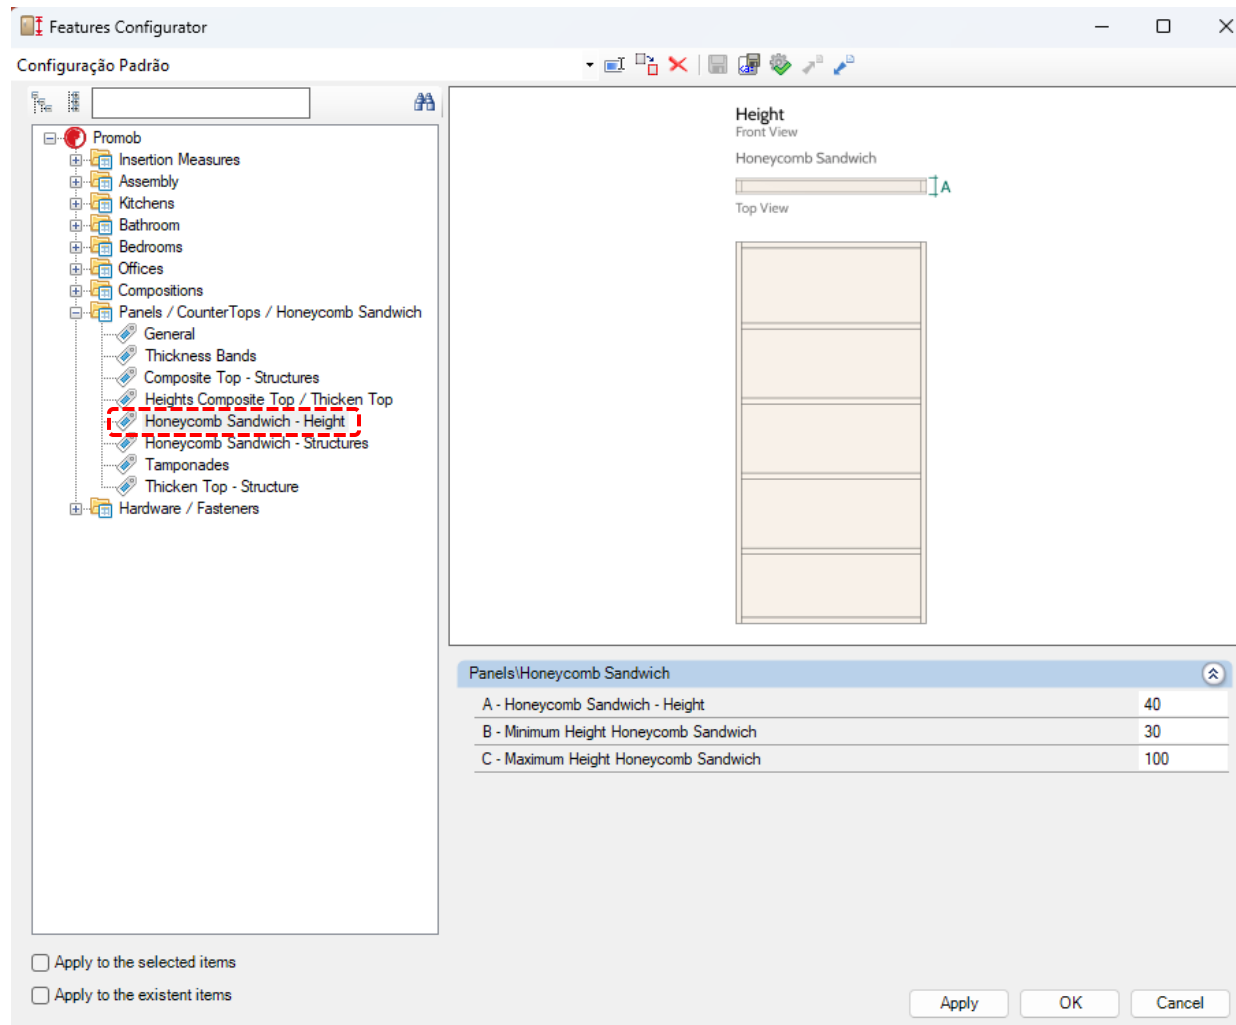 Features Configurator
Configuração Padrão
Promob
Insertion Measures
Assembly
Kitchens
Bathroom
Bedrooms
Offices
Compositions
Panels / CounterTops / Honeycomb Sandwich
General
Thickness Bands
Composite Top - Structures
Heights Composite Top / Thicken Top
Honeycomb Sandwich - Height
Honeycomb Sandwich - Structures
Tamponades
Thicken Top - Structure
Hardware / Fasteners
Height
Front View
Honeycomb Sandwich
A
Top View
Panels\Honeycomb Sandwich
A - Honeycomb Sandwich - Height 40
B - Minimum Height Honeycomb Sandwich 30
C - Maximum Height Honeycomb Sandwich 100
Apply to the selected items
Apply to the existent items
Apply OK Cancel